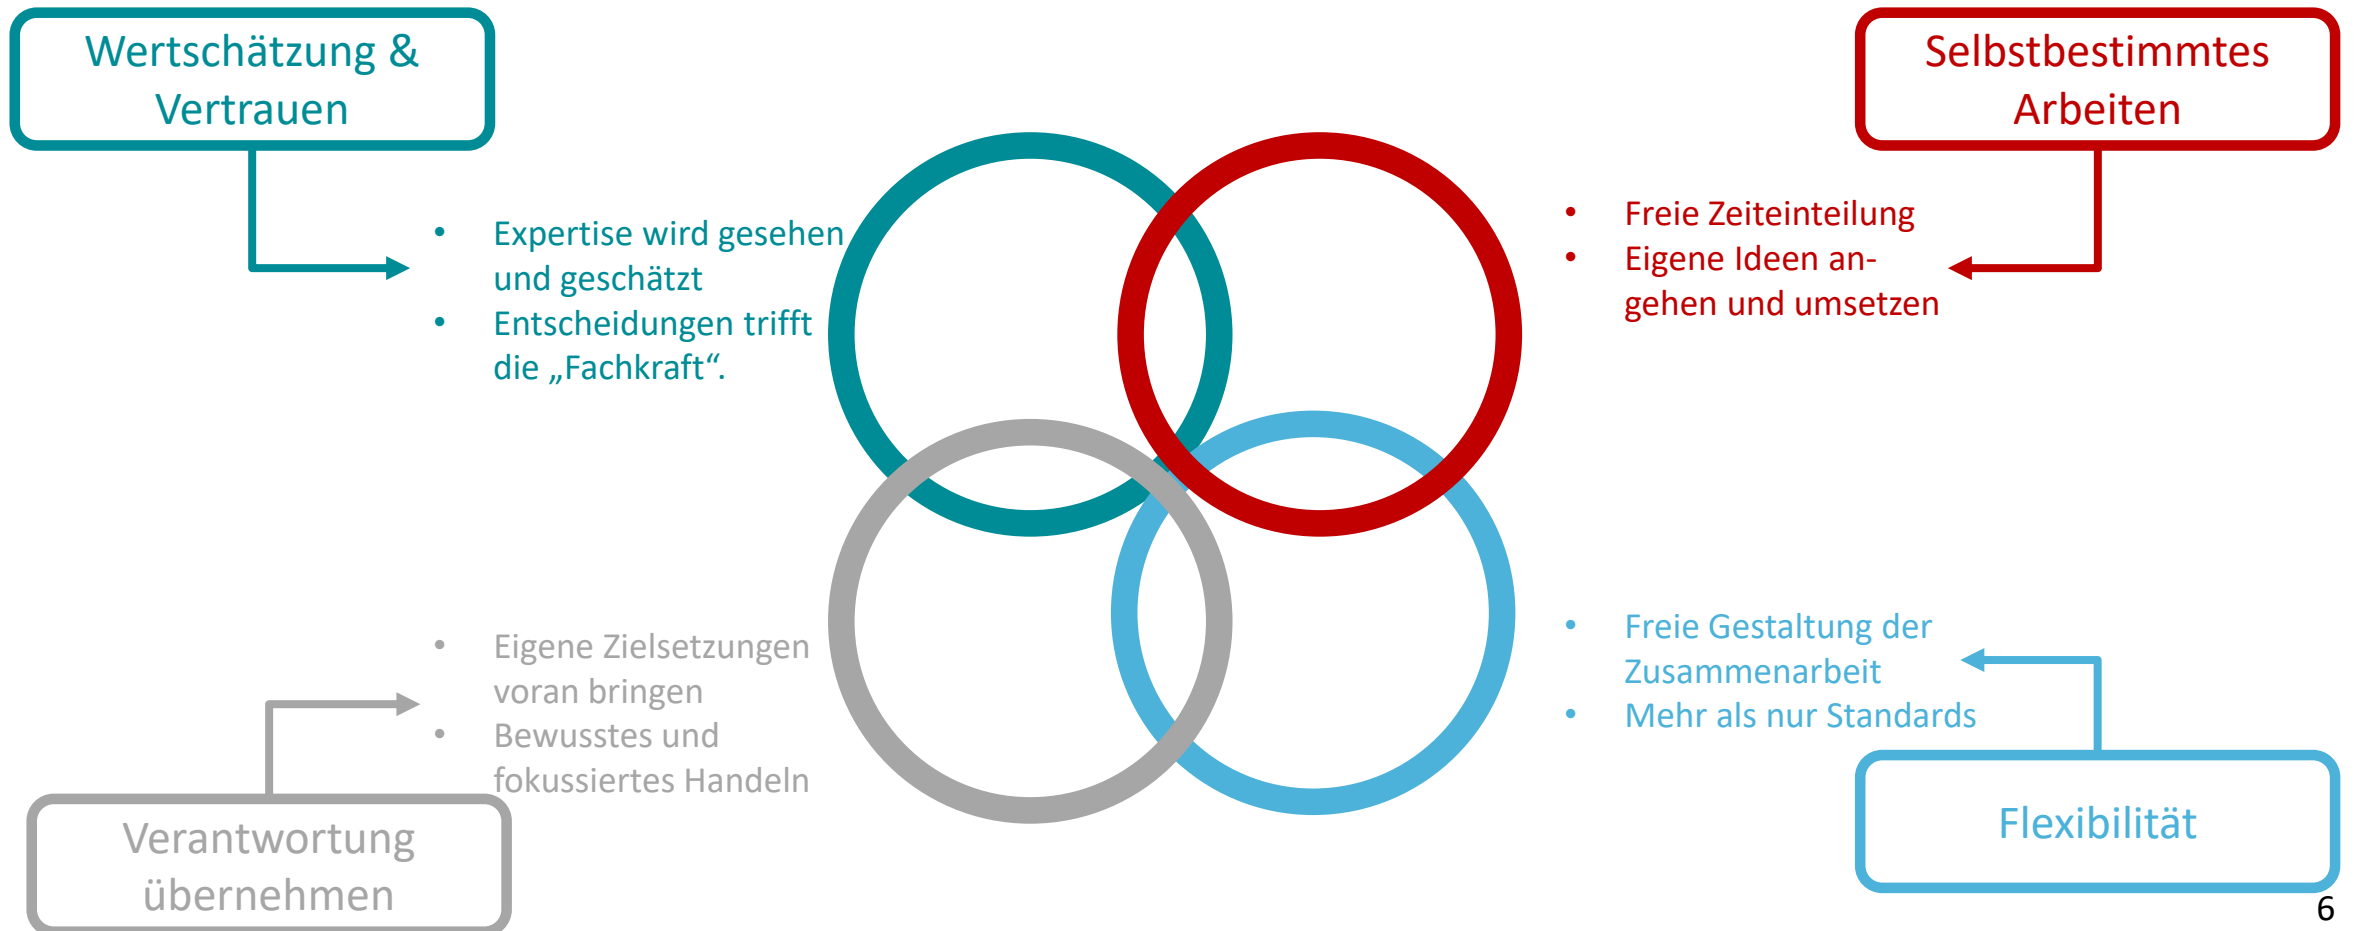 Wertschätzung &
Vertrauen
• Expertise wird gesehen
und geschätzt
• Entscheidungen trifft
die „Fachkraft“.
Selbstbestimmtes
Arbeiten
• Freie Zeiteinteilung
• Eigene Ideen an-
gehen und umsetzen
• Eigene Zielsetzungen
voran bringen
• Bewusstes und
fokussiertes Handeln
Verantwortung
übernehmen
• Freie Gestaltung der
Zusammenarbeit
• Mehr als nur Standards
Flexibilität
6